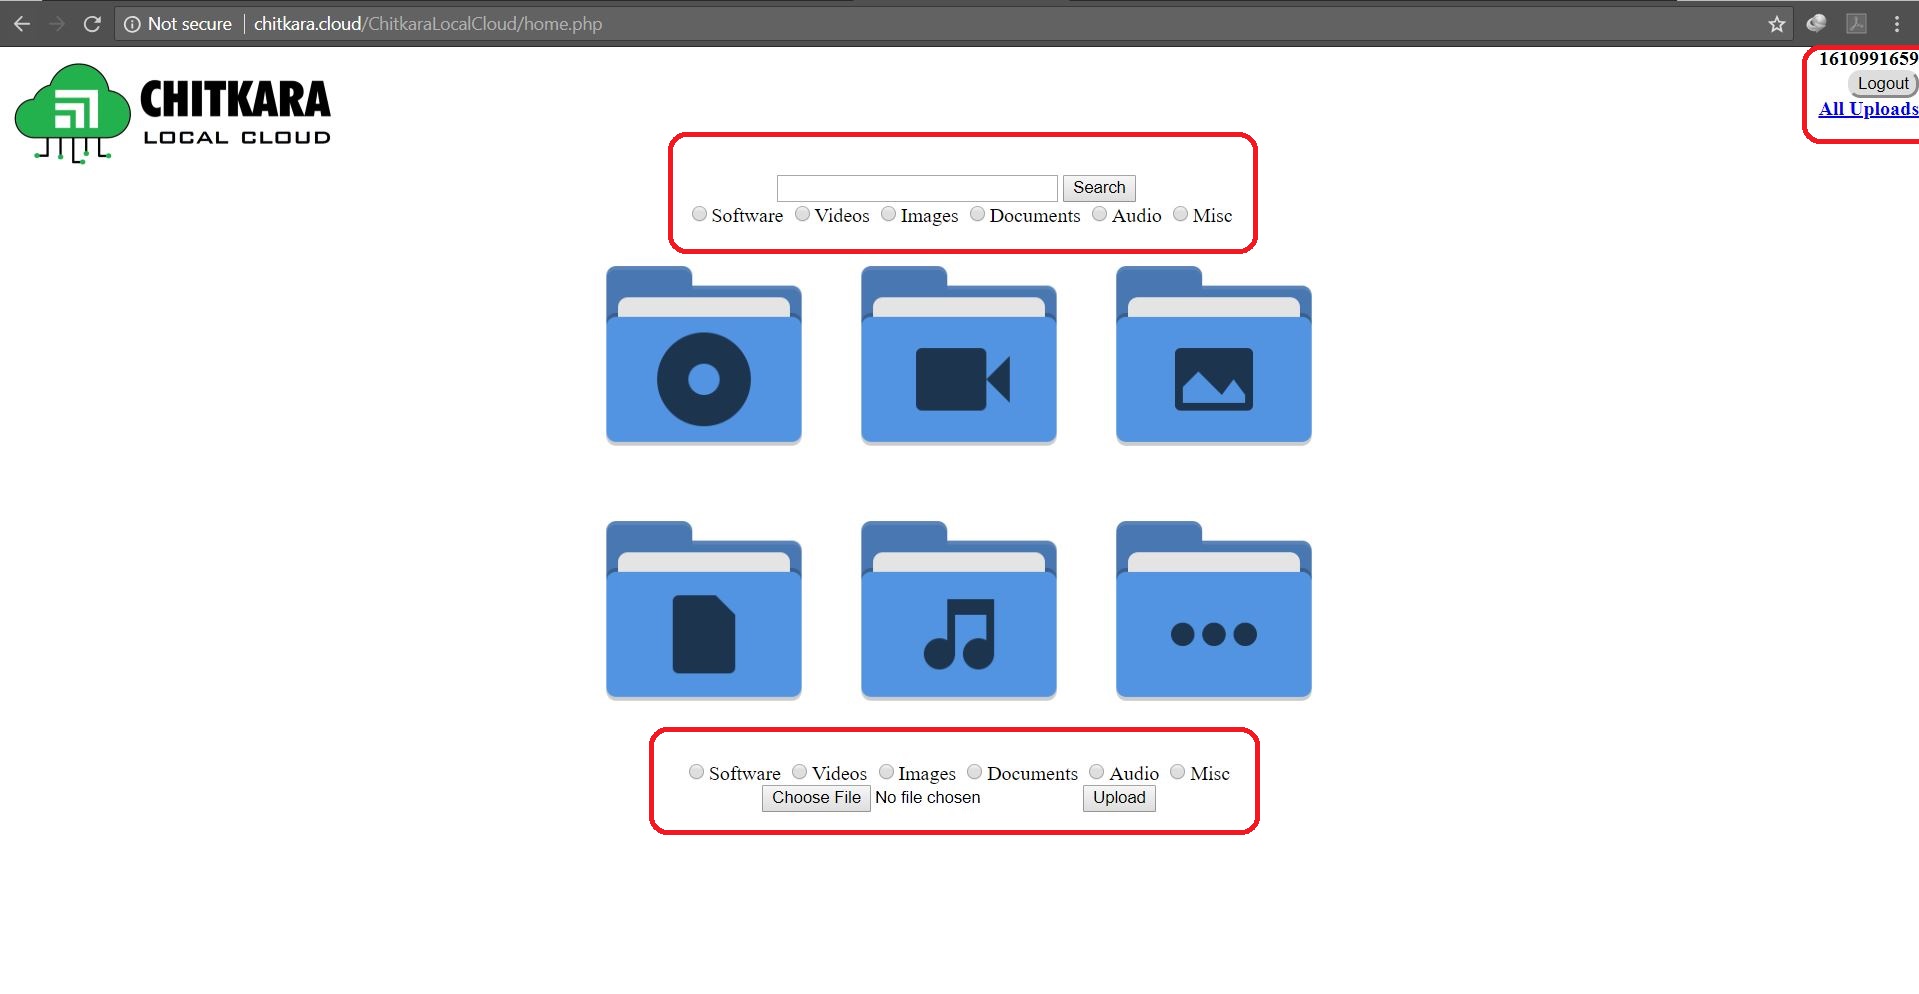 Not secure chitkara.cloud/ChitkaraLocalCloud/home.php
1610991659
Logout
All Uploads
CHITKARA
LOCAL CLOUD
Search
Software Videos Images Documents Audio Misc
Software Videos Images Documents Audio Misc
Choose File No file chosen Upload